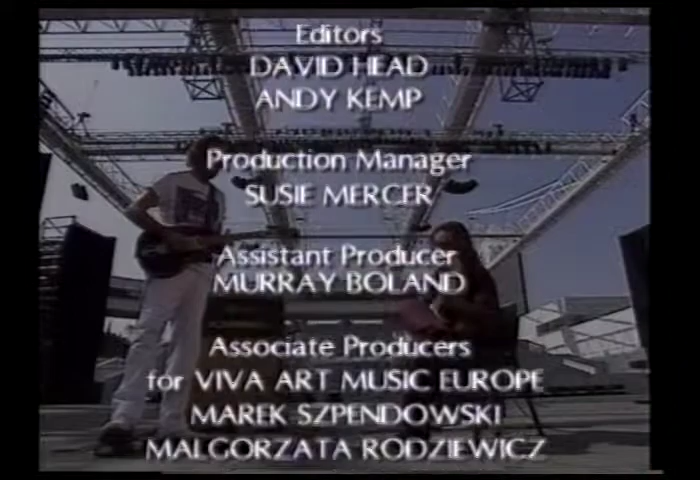 Editors
DAVID HEAD
ANDY KEMP
Production Manager
SUSIE MERCER
Assistant Producer
MURRAY BOLAND
Associate Producers
for VIVA ART MUSIC EUROPE
MAREK SZPENDOWSKI
MALGORZATA RODZIEWICZ